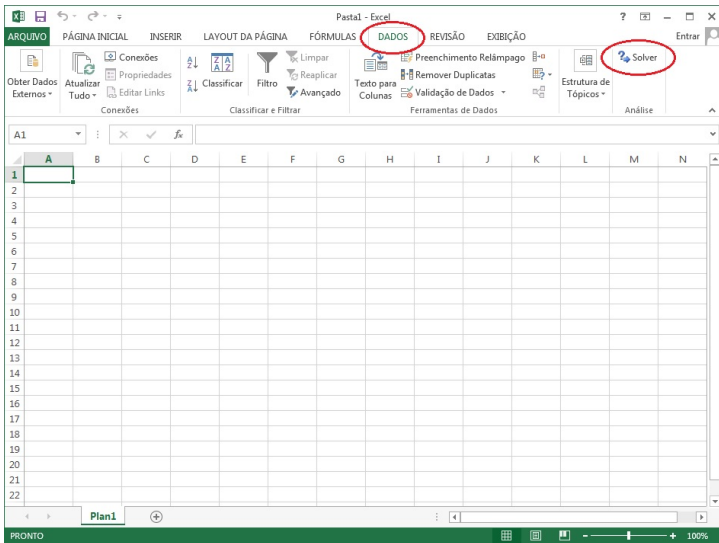 Pasta1 - Excel
ARQUIVO PÁGINA INICIAL INSERIR LAYOUT DA PÁGINA FÓRMULAS DADOS REVISÃO EXIBIÇÃO Entrar
Obter Dados Externos
Atualizar Tudo
Conexões
Propriedades
Editar Links
Conexões
Classificar
Filtro
Limpar
Reaplicar
Avançado
Classificar e Filtrar
Texto para Colunas
Preenchimento Relâmpago
Remover Duplicatas
Validação de Dados
Ferramentas de Dados
Estrutura de Tópicos
Solver
Análise
A1 fx
A B C D E F G H I J K L M N
1
2
3
4
5
6
7
8
9
10
11
12
13
14
15
16
17
18
19
20
21
22
Plan1
PRONTO 100%